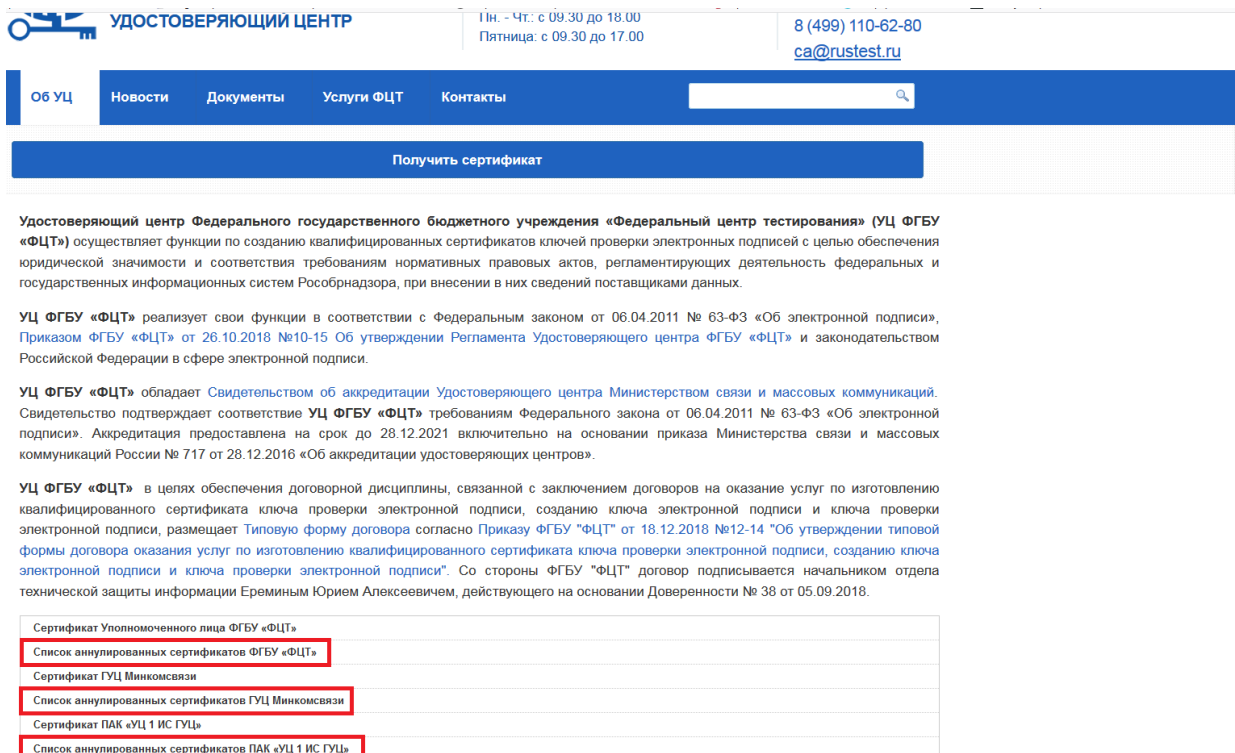 УДОСТОВЕРЯЮЩИЙ ЦЕНТР
Пн. - Чт.: с 09.30 до 18.00
Пятница: с 09.30 до 17.00
8 (499) 110-62-80
ca@rustest.ru
Об УЦ Новости Документы Услуги ФЦТ Контакты
Получить сертификат
Удостоверяющий центр Федерального государственного бюджетного учреждения «Федеральный центр тестирования» (УЦ ФГБУ
«ФЦТ») осуществляет функции по созданию квалифицированных сертификатов ключей проверки электронных подписей с целью обеспечения
юридической значимости и соответствия требованиям нормативных правовых актов, регламентирующих деятельность федеральных и
государственных информационных систем Рособрнадзора, при внесении в них сведений поставщиками данных.
УЦ ФГБУ «ФЦТ» реализует свои функции в соответствии с Федеральным законом от 06.04.2011 № 63-ФЗ «Об электронной подписи»,
Приказом ФГБУ «ФЦТ» от 26.10.2018 №10-15 Об утверждении Регламента Удостоверяющего центра ФГБУ «ФЦТ» и законодательством
Российской Федерации в сфере электронной подписи.
УЦ ФГБУ «ФЦТ» обладает Свидетельством об аккредитации Удостоверяющего центра Министерством связи и массовых коммуникаций.
Свидетельство подтверждает соответствие УЦ ФГБУ «ФЦТ» требованиям Федерального закона от 06.04.2011 № 63-ФЗ «Об электронной
подписи». Аккредитация предоставлена на срок до 28.12.2021 включительно на основании приказа Министерства связи и массовых
коммуникаций России № 717 от 28.12.2016 «Об аккредитации удостоверяющих центров».
УЦ ФГБУ «ФЦТ» в целях обеспечения договорной дисциплины, связанной с заключением договоров на оказание услуг по изготовлению
квалифицированного сертификата ключа проверки электронной подписи, созданию ключа электронной подписи и ключа проверки
электронной подписи, размещает Типовую форму договора согласно Приказу ФГБУ "ФЦТ" от 18.12.2018 №12-14 "Об утверждении типовой
формы договора оказания услуг по изготовлению квалифицированного сертификата ключа проверки электронной подписи, созданию ключа
электронной подписи и ключа проверки электронной подписи". Со стороны ФГБУ "ФЦТ" договор подписывается начальником отдела
технической защиты информации Ереминым Юрием Алексеевичем, действующего на основании Доверенности № 38 от 05.09.2018.
Сертификат Уполномоченного лица ФГБУ «ФЦТ»
Список аннулированных сертификатов ФГБУ «ФЦТ»
Сертификат ГУЦ Минкомсвязи
Список аннулированных сертификатов ГУЦ Минкомсвязи
Сертификат ПАК «УЦ 1 ИС ГУЦ»
Список аннулированных сертификатов ПАК «УЦ 1 ИС ГУЦ»